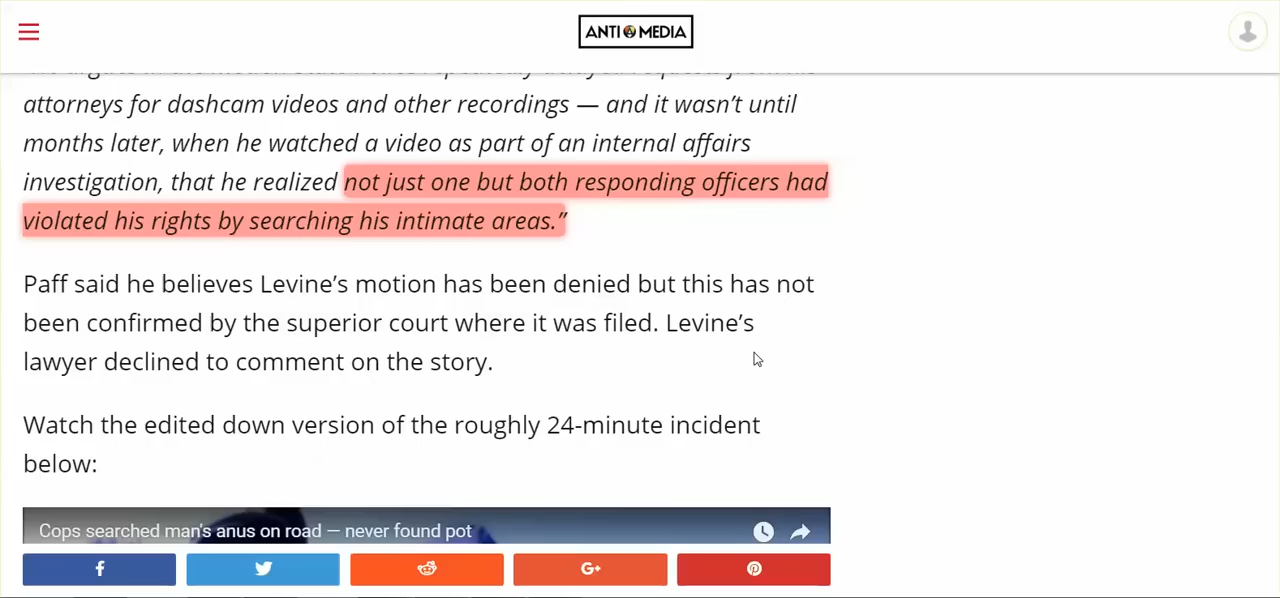 ANTI MEDIA
attorneys for dashcam videos and other recordings — and it wasn't until
months later, when he watched a video as part of an internal affairs
investigation, that he realized not just one but both responding officers had
violated his rights by searching his intimate areas.”
Paff said he believes Levine's motion has been denied but this has not
been confirmed by the superior court where it was filed. Levine's
lawyer declined to comment on the story.
Watch the edited down version of the roughly 24-minute incident
below:
Cops searched man's anus on road – never found pot
f
G+